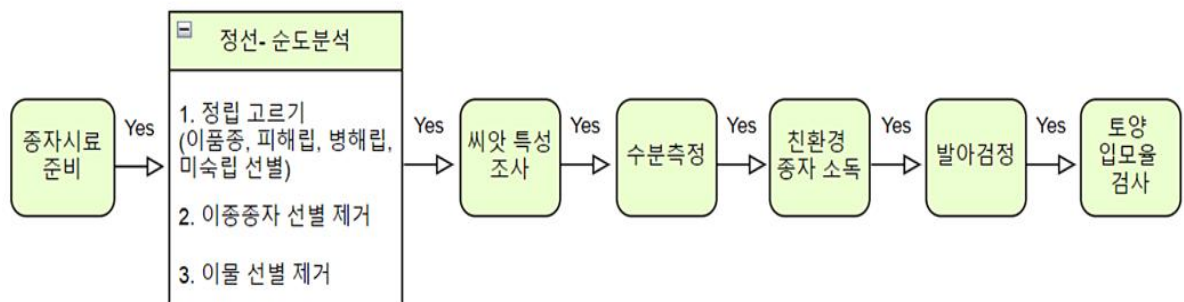 종자시료
준비
Yes
정선- 순도분석
1. 정립 고르기
(이품종, 피해립, 병해립,
미숙립 선별)
2. 이종종자 선별 제거
3. 이물 선별 제거
Yes
씨앗 특성
조사
Yes
수분측정
Yes
친환경
종자 소독
Yes
발아검정
Yes
토양
입모율
검사